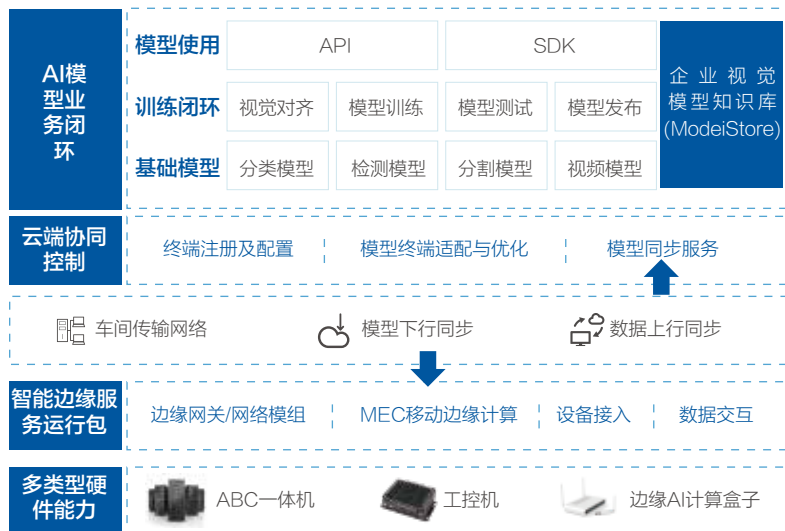 AI模
型业
务闭
环
模型使用
API
SDK
训练闭环
视觉对齐
模型训练
模型测试
模型发布
基础模型
分类模型
检测模型
分割模型
视频模型
企业视觉
模型知识库
(ModeiStore)
云端协同
控制
终端注册及配置
模型终端适配与优化
模型同步服务
车间传输网络
模型下行同步
数据上行同步
智能边缘服
务运行包
边缘网关/网络模组
MEC移动边缘计算
设备接入
数据交互
多类型硬
件能力
ABC一体机
工控机
边缘AI计算盒子